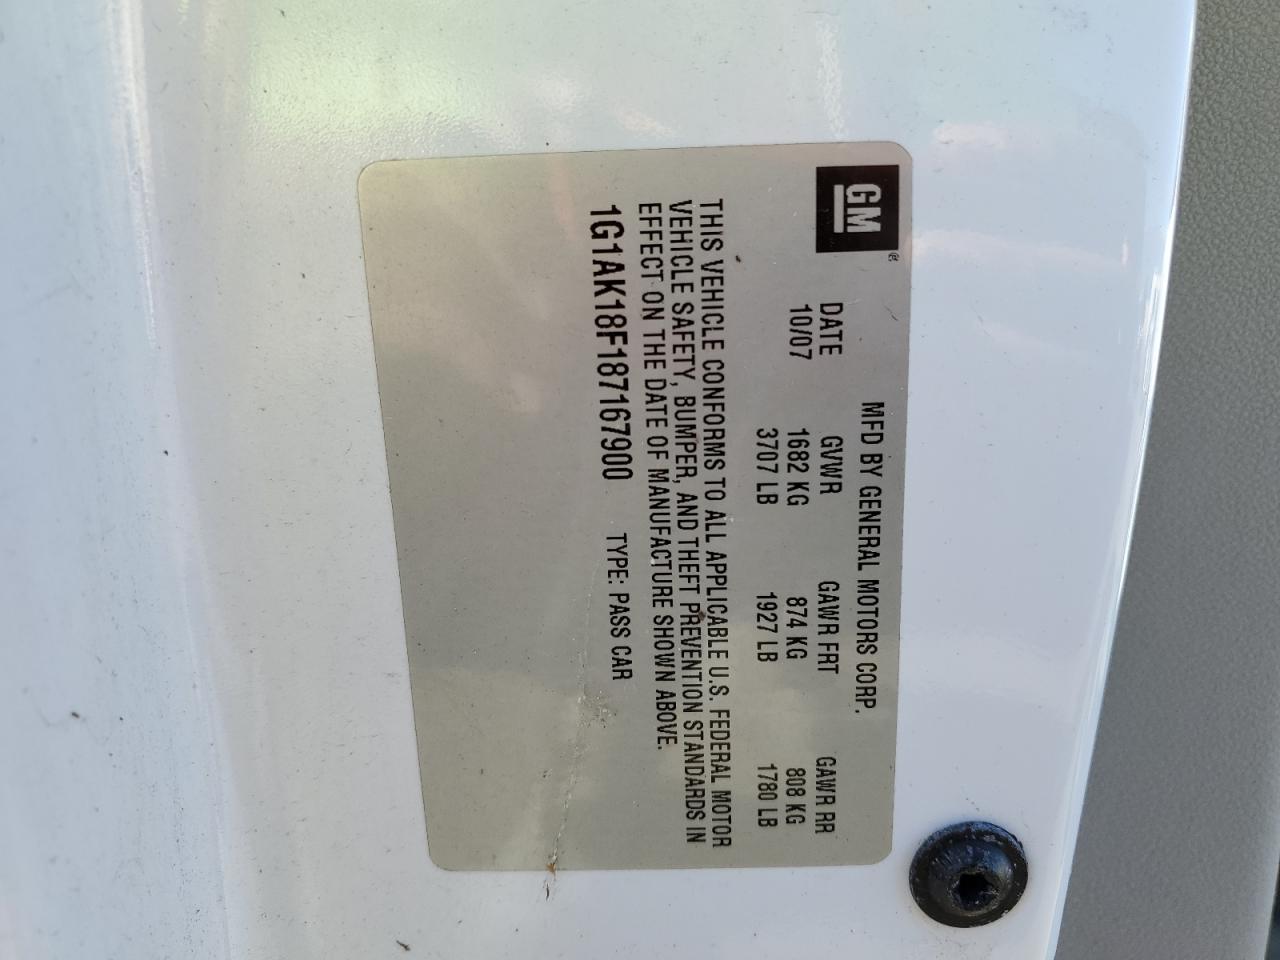 GM®
MFD BY GENERAL MOTORS CORP.
DATE GVWR GAWR FRT GAWR RR
10/07 1682 KG 874 KG 808 KG
3707 LB 1927 LB 1780 LB
THIS VEHICLE CONFORMS TO ALL APPLICABLE U.S. FEDERAL MOTOR
VEHICLE SAFETY, BUMPER, AND THEFT PREVENTION STANDARDS IN
EFFECT ON THE DATE OF MANUFACTURE SHOWN ABOVE.
1G1AK18F187167900 TYPE: PASS CAR